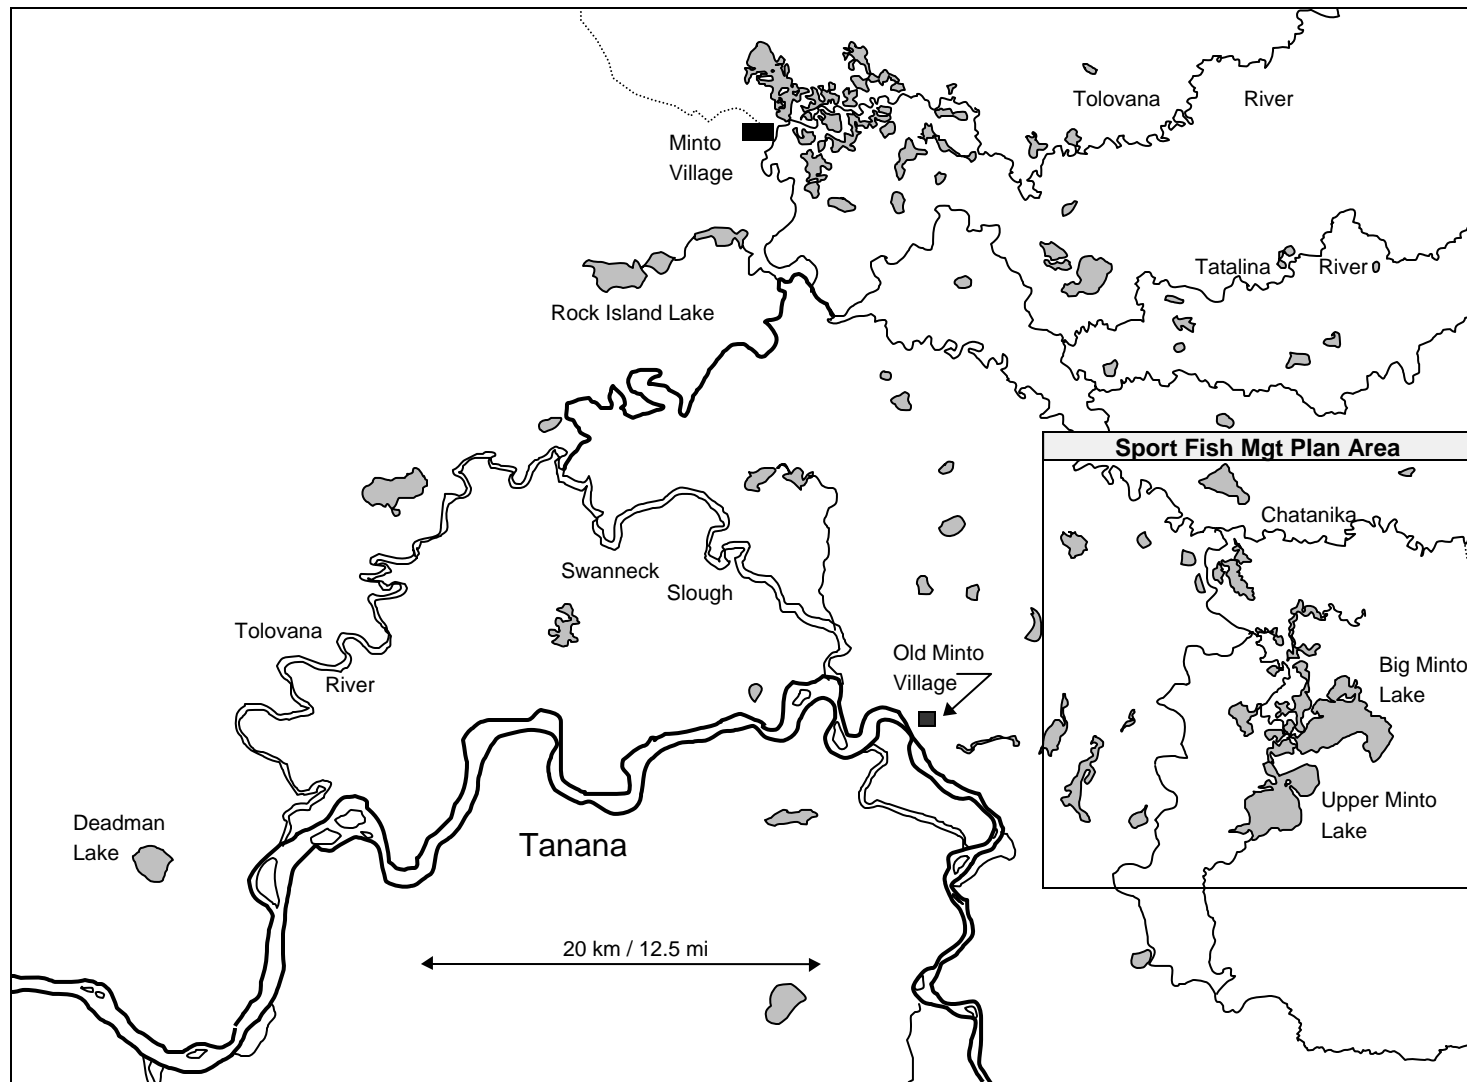 Tolovana River
Minto
Village
Tatalina River
Rock Island Lake
Sport Fish Mgt Plan Area
Chatanika
Swanneck
Slough
Tolovana
River
Old Minto
Village
Big Minto
Lake
Upper Minto
Lake
Deadman
Lake
Tanana
20 km / 12.5 mi